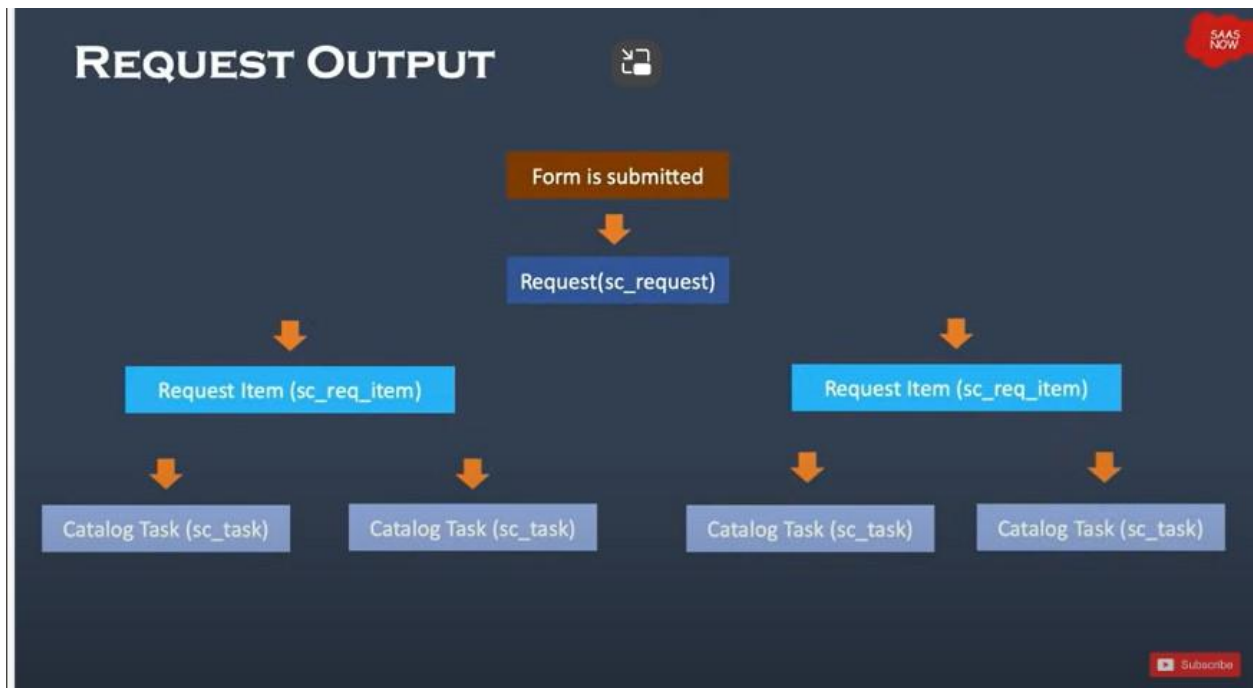 REQUEST OUTPUT
SAAS
NOW
Form is submitted
Request(sc_request)
Request Item (sc_req_item)
Request Item (sc_req_item)
Catalog Task (sc_task)
Catalog Task (sc_task)
Catalog Task (sc_task)
Catalog Task (sc_task)
Subscribe